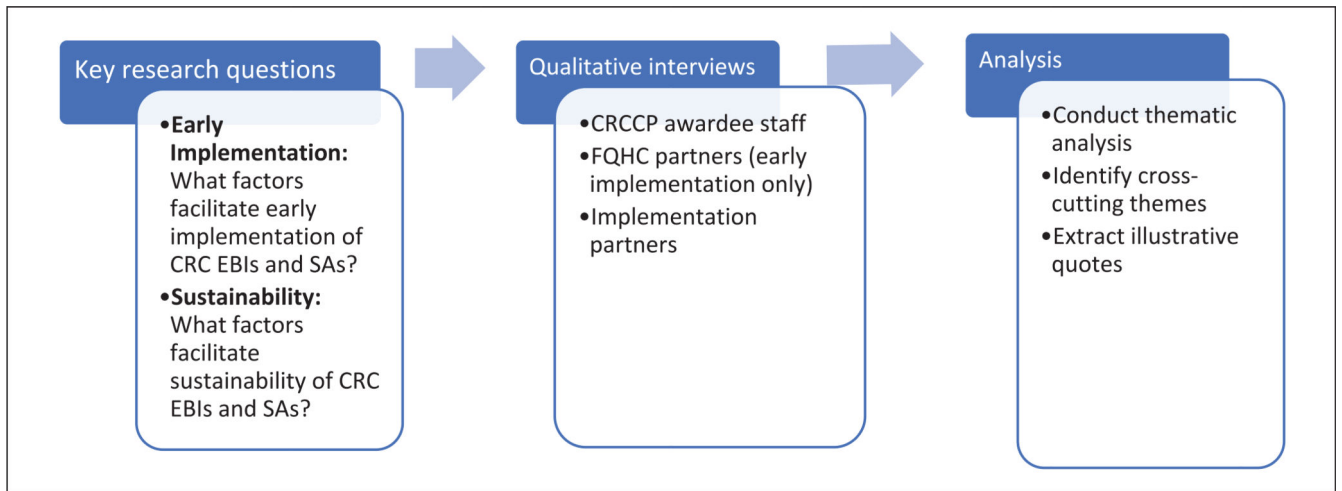 Key research questions
•Early
Implementation:
What factors
facilitate early
implementation of
CRC EBIs and SAs?
•Sustainability:
What factors
facilitate
sustainability of CRC
EBIs and SAs?
Qualitative interviews
•CRCCP awardee staff
•FQHC partners (early
implementation only)
•Implementation
partners
Analysis
•Conduct thematic
analysis
•Identify cross-
cutting themes
•Extract illustrative
quotes